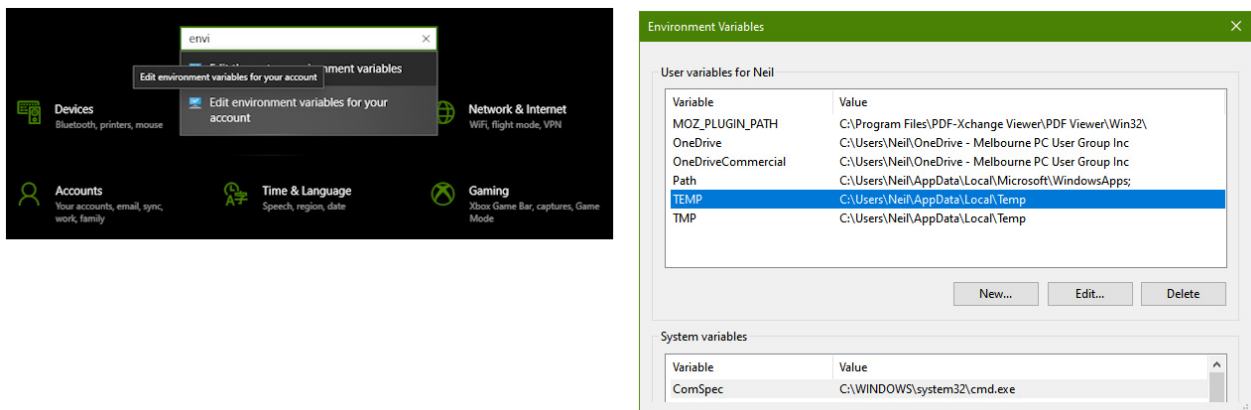 envi
nment variables
Edit environment variables for your account
Edit environment variables for your
account
Devices
Bluetooth, printers, mouse
Network & Internet
WiFi, flight mode, VPN
Accounts
Your accounts, email, sync,
work, family
Time & Language
Speech, region, date
Gaming
Xbox Game Bar, captures, Game
Mode
Environment Variables
User variables for Neil
Variable Value
MOZ_PLUGIN_PATH C:\Program Files\PDF-Xchange Viewer\PDF Viewer\Win32\
OneDrive C:\Users\Neil\OneDrive - Melbourne PC User Group Inc
OneDriveCommercial C:\Users\Neil\OneDrive - Melbourne PC User Group Inc
Path C:\Users\Neil\AppData\Local\Microsoft\WindowsApps;
TEMP C:\Users\Neil\AppData\Local\Temp
TMP C:\Users\Neil\AppData\Local\Temp
New... Edit... Delete
System variables
Variable Value
ComSpec C:\WINDOWS\system32\cmd.exe